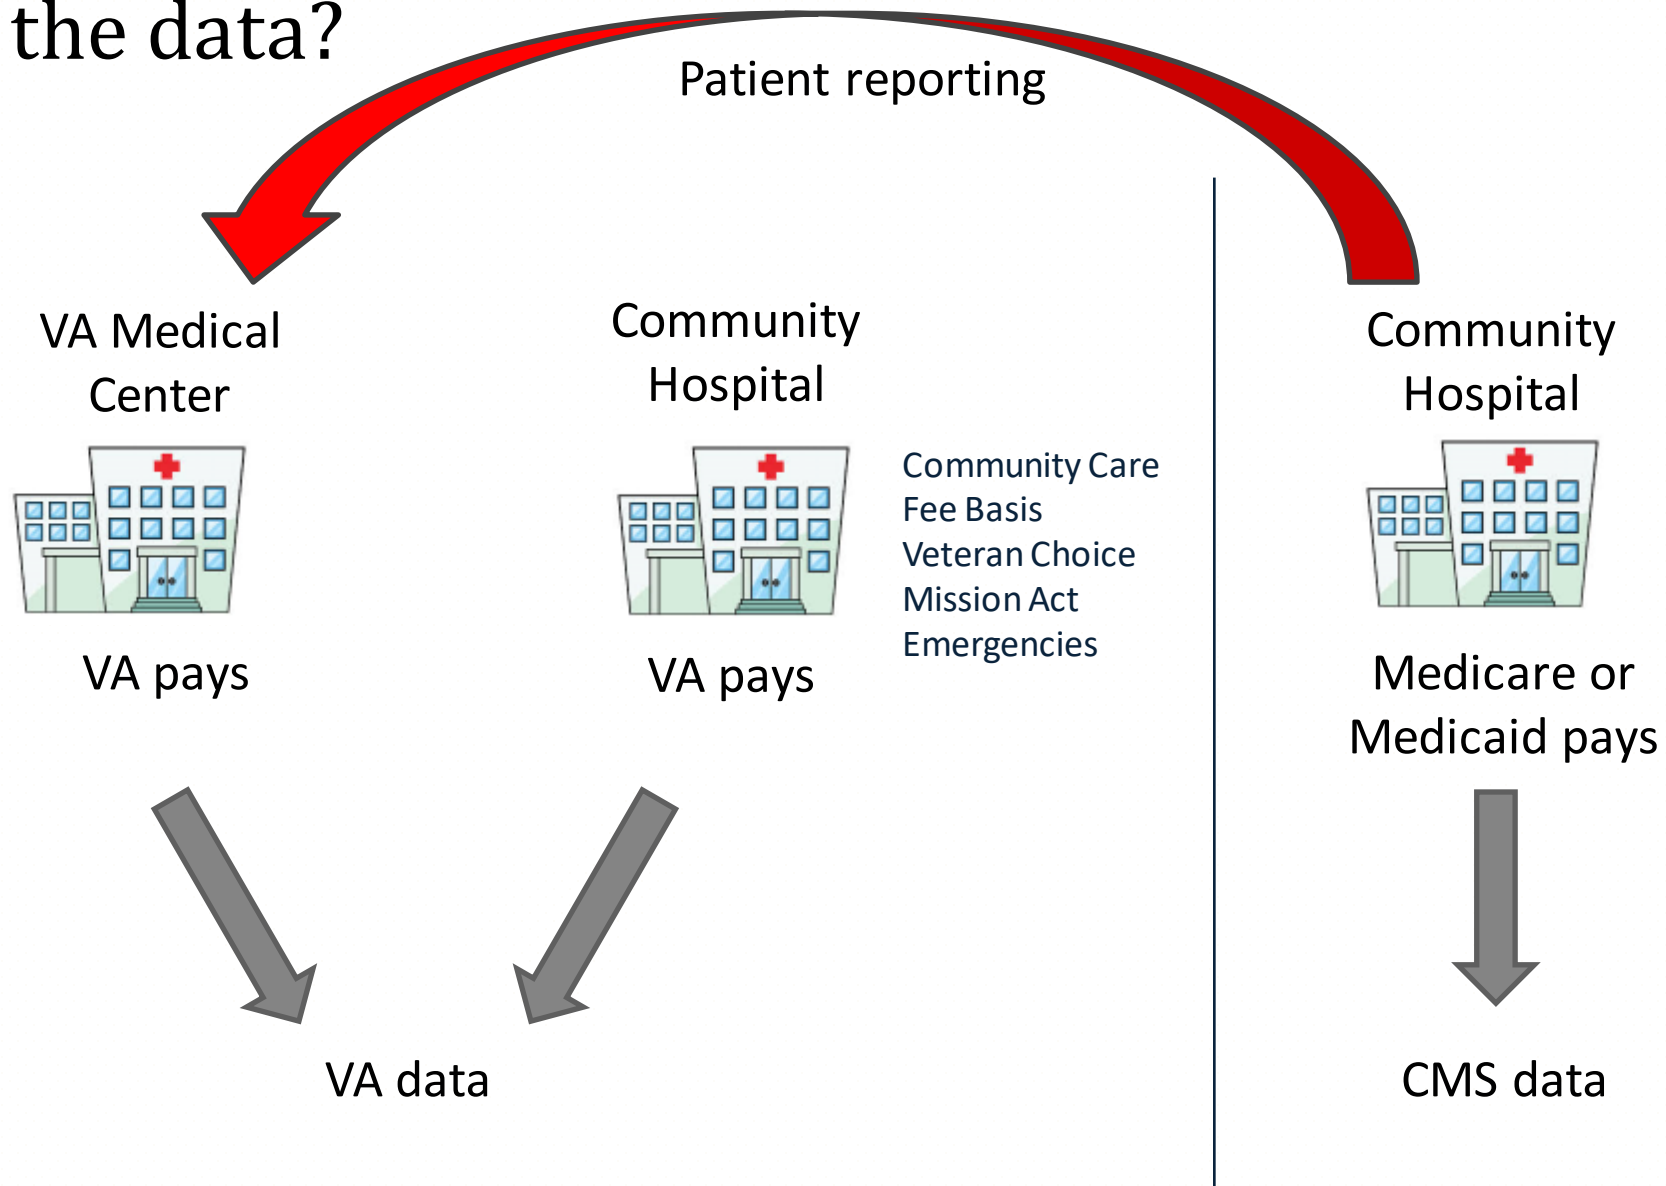 the data?
Patient reporting
VA Medical
Center
VA pays
Community
Hospital
Community Care
Fee Basis
Veteran Choice
Mission Act
Emergencies
VA pays
Community
Hospital
Medicare or
Medicaid pays
VA data
CMS data